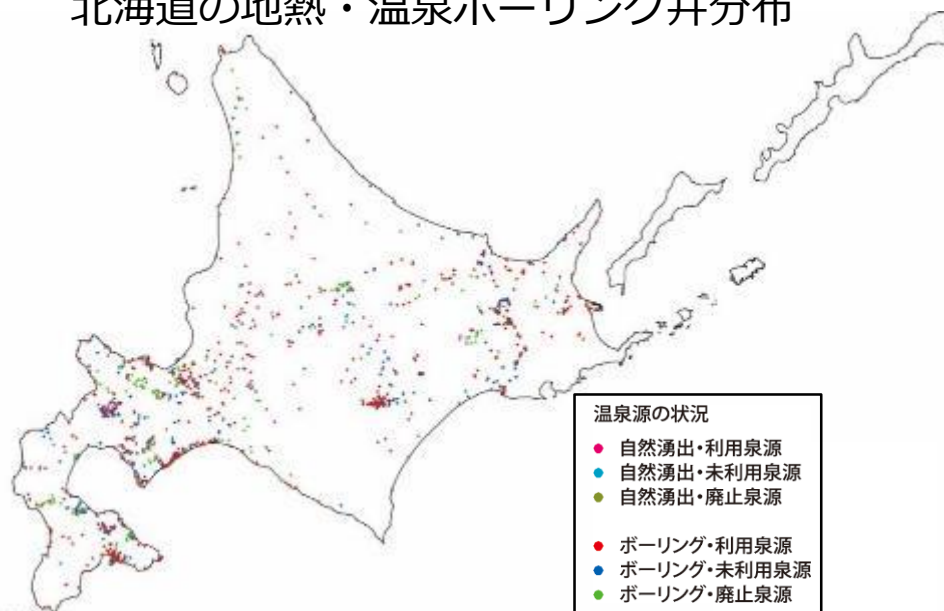 北海道の地熱・温泉ボーリング井分布
温泉源の状況
自然湧出・利用泉源
自然湧出・未利用泉源
自然湧出・廃止泉源
ボーリング・利用泉源
ボーリング・未利用泉源
ボーリング・廃止泉源